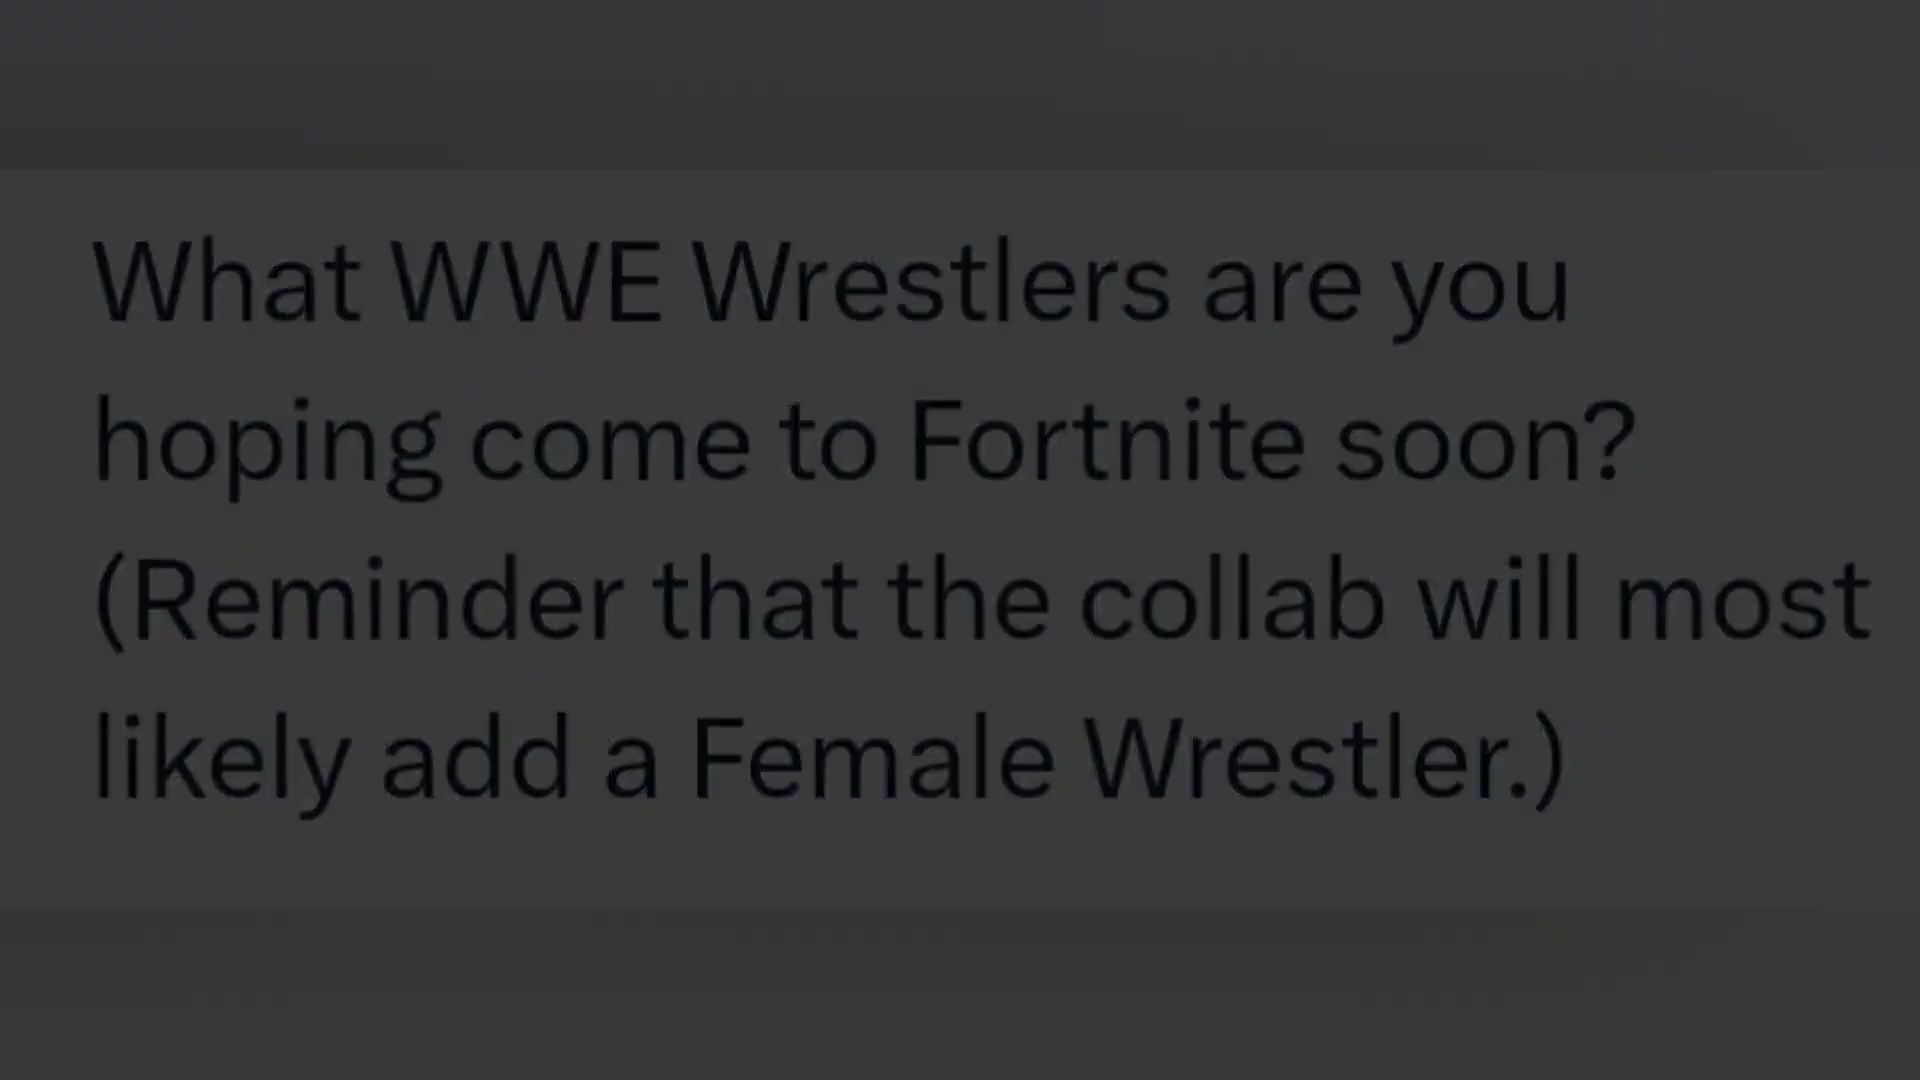 What WWE Wrestlers are you
hoping come to Fortnite soon?
(Reminder that the collab will most
likely add a Female Wrestler.)